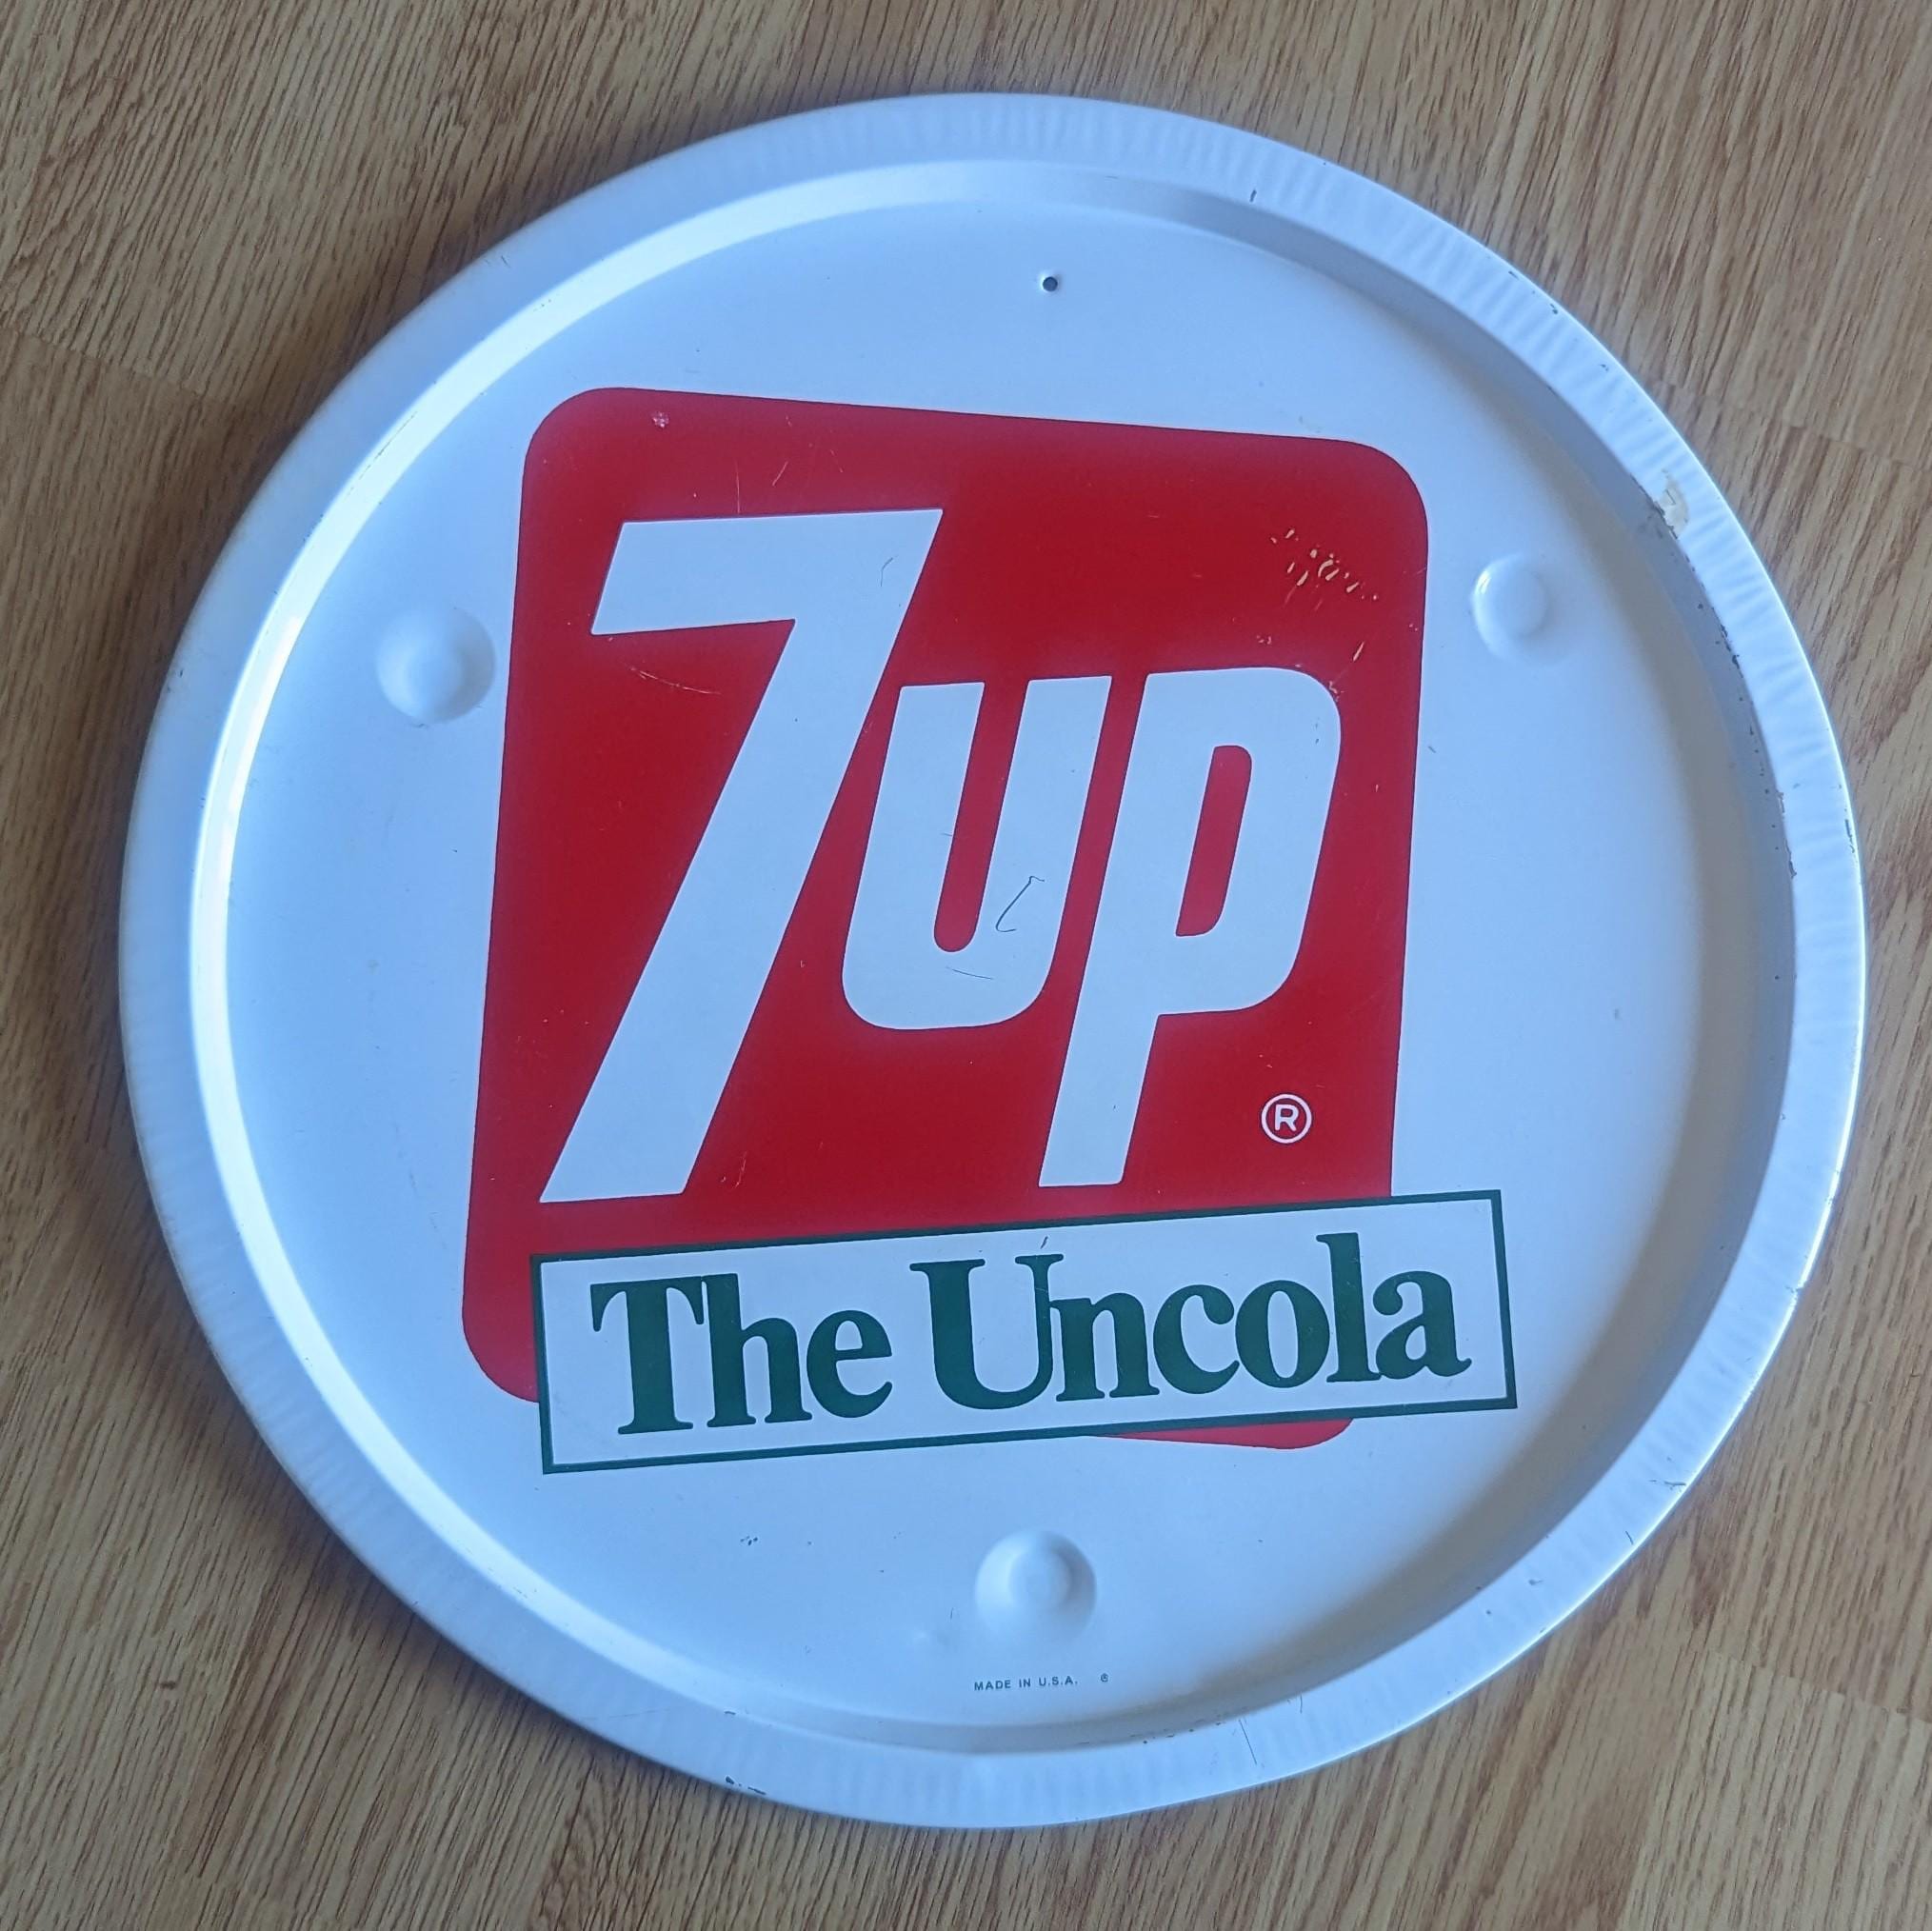 7up
®
The Uncola
MADE IN U.S.A.